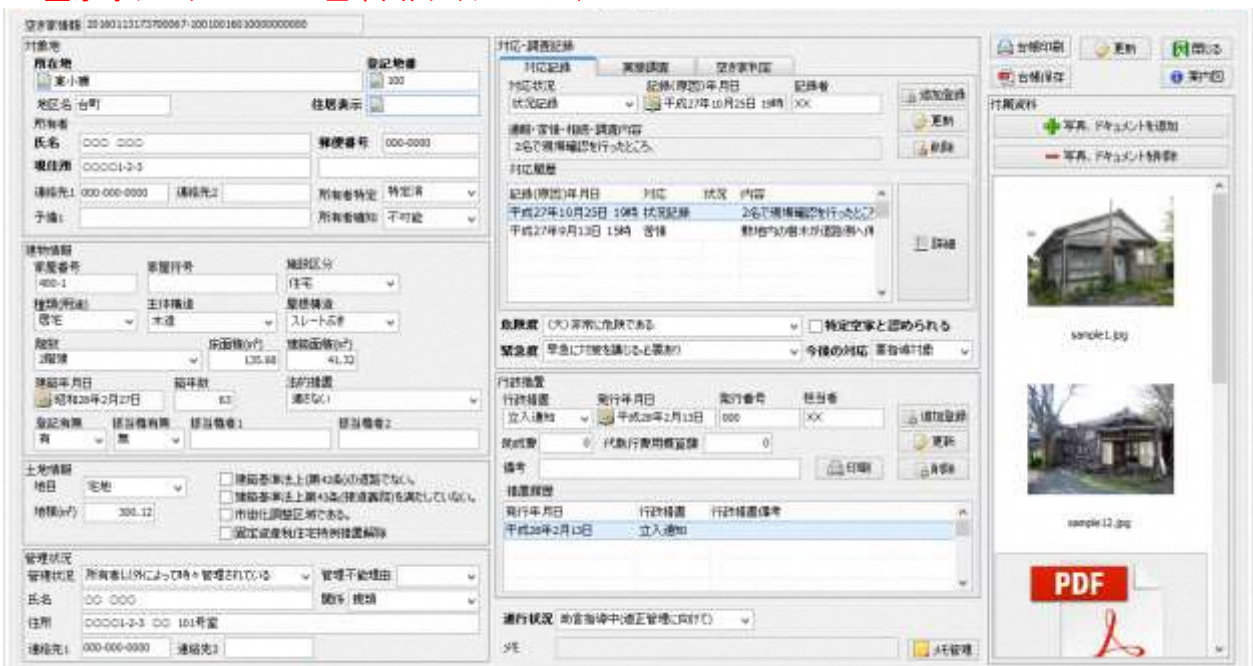 空き家情報 20160113173700067-20010016010000000000
対象地
所在地 登記地番
東小磯 100
地区名 台町 住居表示
所有者
氏名 ○○○ ○○○ 郵便番号 000-0000
現住所 ○○○○1-2-3
連絡先1 000-000-0000 連絡先2 所有者特定 特定済
予備1 所有者通知 不可能
建物情報
家屋番号 家屋行号 施設区分
400-1 住宅
種類(用途) 主体構造 屋根構造
居宅 木造 スレートぶき
階数 床面積(㎡) 建築面積(㎡)
2階建 135.68 41.32
建築年月日 築年数 法的措置
昭和28年2月27日 63 適さない
登記有無 抵当権有無 抵当権者1 抵当権者2
有 無
土地情報
地目 宅地
地積(㎡) 300.12
建築基準法上(第42条)の道路でない。
建築基準法上第43条(接道義務)を満たしていない。
市街化調整区域である。
固定資産税住宅特例措置解除
管理状況
管理状況 所有者以外によって時々管理されている 管理不能理由
氏名 ○○ ○○○ 関係 親類
住所 ○○○○1-2-3 ○○ 101号室
連絡先1 000-000-0000 連絡先2
対応・調査記録
対応記録 実態調査 空き家判定
対応状況 記録(原因)年月日 記録者
状況記録 平成27年10月25日 19時 XX
追加登録
更新
削除
通報・苦情・相談・調査内容
2名で現場確認を行ったところ、
対応履歴
記録(原因)年月日 対応 状況 内容
平成27年10月25日 19時 状況記録 2名で現場確認を行ったところ
平成27年9月13日 15時 苦情 敷地内の樹木が道路側へ
詳細
危険度 (大)非常に危険である 特定空家と認められる
緊急度 早急に対策を講じる必要あり 今後の対応 要指導対象
行政措置
行政措置 発行年月日 発行番号 担当者
立入通知 平成28年2月13日 000 XX
追加登録
助成費 0 代執行費用概算額 0
更新
備考 印刷 削除
措置履歴
発行年月日 行政措置 行政措置備考
平成28年2月13日 立入通知
進行状況 助言指導中(適正管理に向けて)
メモ メモ管理
台帳印刷 更新 閉じる
台帳保存 案内図
付属資料
写真、ドキュメントを追加
写真、ドキュメントを削除
sample1.jpg
sample12.jpg
PDF